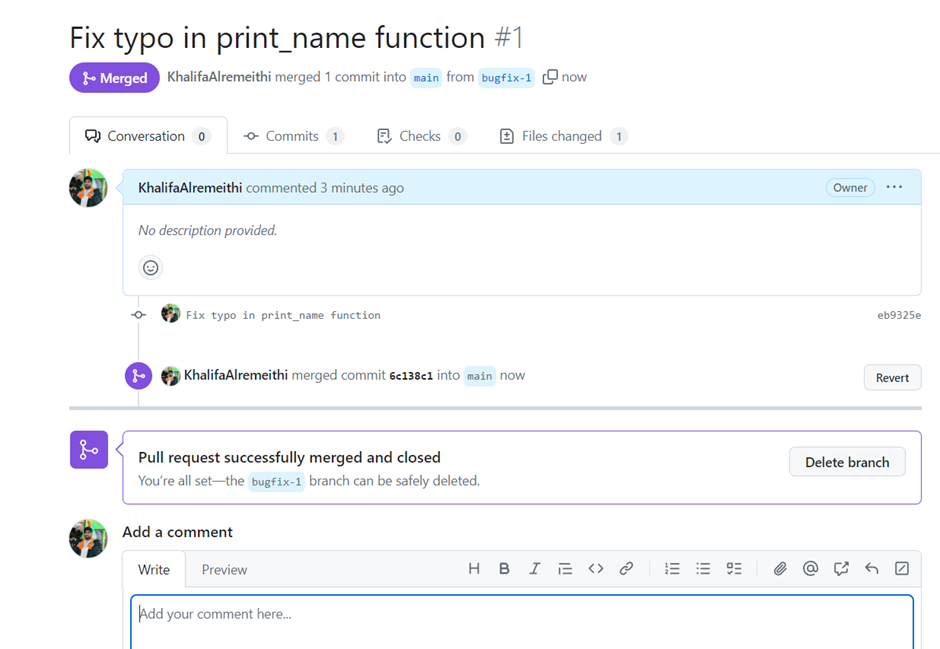 Fix typo in print_name function #1
Merged KhalifaAlremeithi merged 1 commit into main from bugfix-1 now
Conversation 0 Commits 1 Checks 0 Files changed 1
KhalifaAlremeithi commented 3 minutes ago Owner ...
No description provided.
Fix typo in print_name function eb9325e
KhalifaAlremeithi merged commit 6c138c1 into main now Revert
Pull request successfully merged and closed
You're all set—the bugfix-1 branch can be safely deleted. Delete branch
Add a comment
Write Preview H B I
Add your comment here...